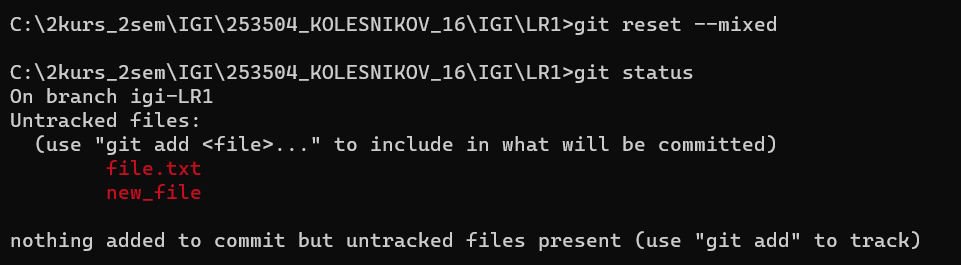 C:\2kurs_2sem\IGI\253504_KOLESNIKOV_16\IGI\LR1>git reset --mixed
C:\2kurs_2sem\IGI\253504_KOLESNIKOV_16\IGI\LR1>git status
On branch igi-LR1
Untracked files:
  (use "git add <file>..." to include in what will be committed)
        file.txt
        new_file
nothing added to commit but untracked files present (use "git add" to track)